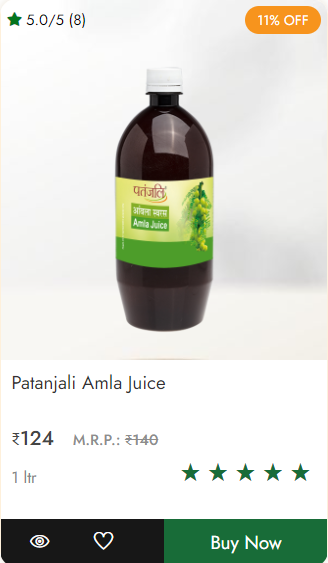 5.0/5 (8)
11% OFF
पतंजलि
आंवला स्वरस
Amla Juice
Patanjali Amla Juice
₹124 M.R.P.: ₹140
1 ltr
Buy Now